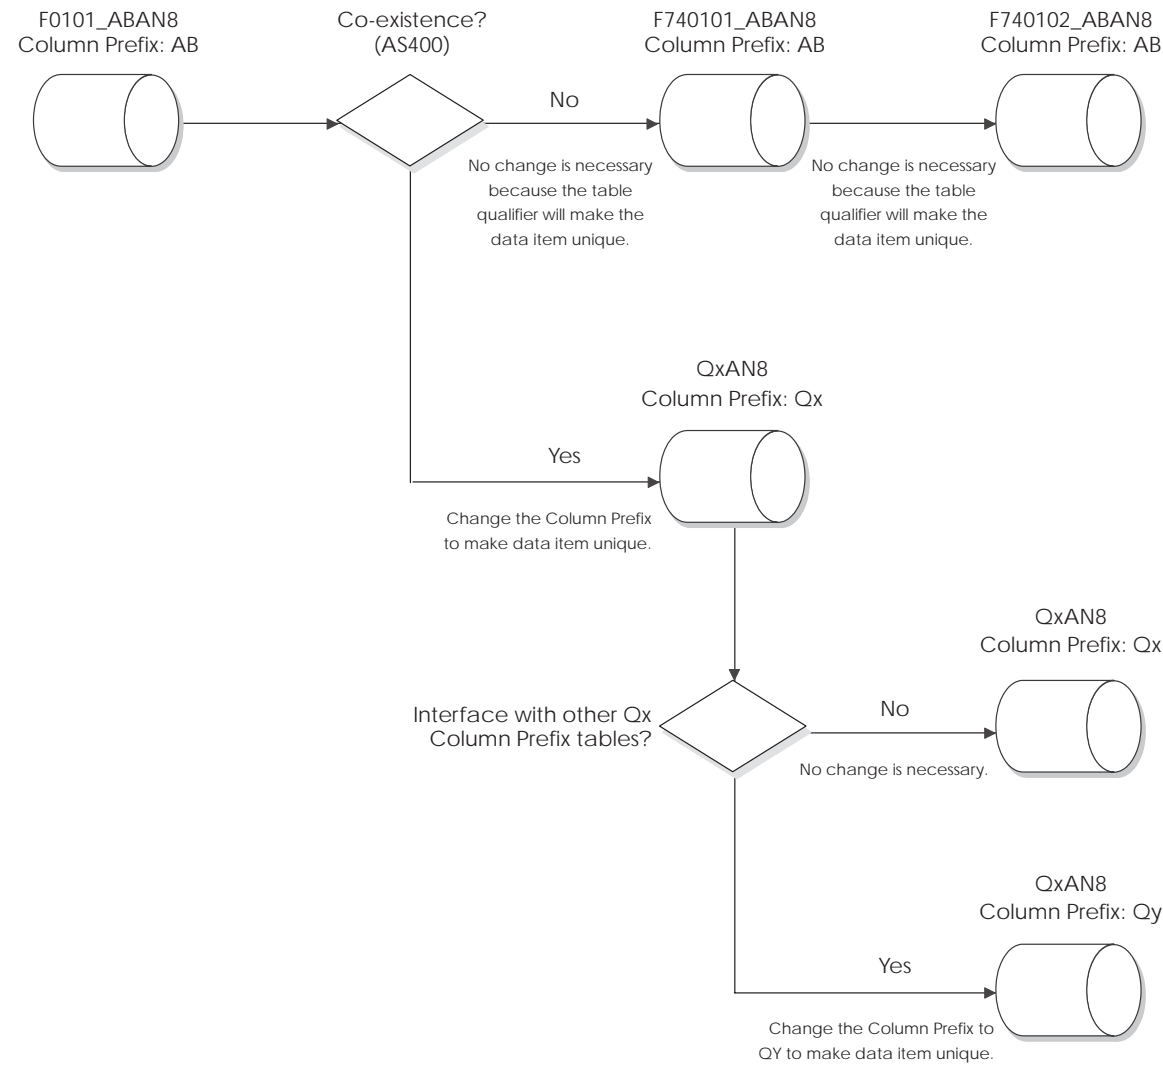 F0101_ABAN8
Column Prefix: AB
Co-existence?
(AS400)
F740101_ABAN8
Column Prefix: AB
F740102_ABAN8
Column Prefix: AB
No
No change is necessary
because the table
qualifier will make the
data item unique.
No change is necessary
because the table
qualifier will make the
data item unique.
QxAN8
Column Prefix: Qx
Yes
Change the Column Prefix
to make data item unique.
QxAN8
Column Prefix: Qx
Interface with other Qx
Column Prefix tables?
No
No change is necessary.
QxAN8
Column Prefix: Qy
Yes
Change the Column Prefix to
QY to make data item unique.